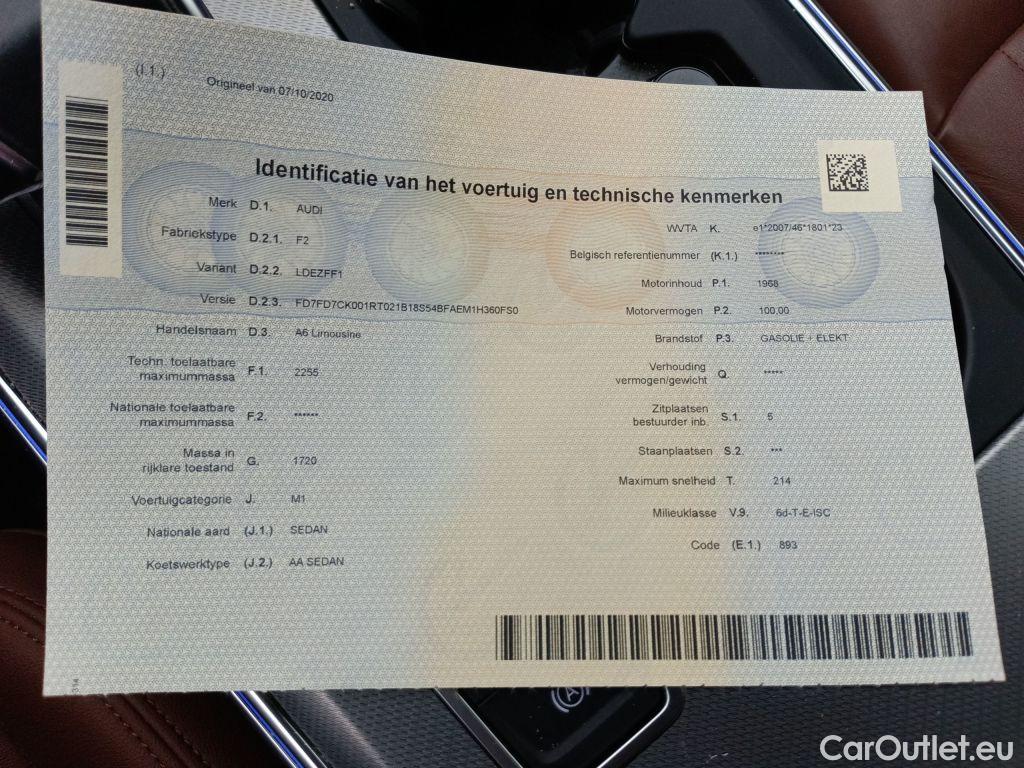 (I.1.)
Origineel van 07/10/2020
Identificatie van het voertuig en technische kenmerken
Merk D.1. AUDI
Fabriekstype D.2.1. F2
Variant D.2.2. LDEZFF1
Versie D.2.3. FD7FD7CK001RT021B18S54BFAEM1H360FS0
Handelsnaam D.3. A6 Limousine
Techn. toelaatbare
maximummassa F.1. 2255
Nationale toelaatbare
maximummassa F.2. ******
Massa in
rijklare toestand G. 1720
Voertuigcategorie J. M1
Nationale aard (J.1.) SEDAN
Koetswerktype (J.2.) AA SEDAN
WVTA K. e1*2007/46*1801*23
Belgisch referentienummer (K.1.) ********
Motorinhoud P.1. 1968
Motorvermogen P.2. 100,00
Brandstof P.3. GASOLIE + ELEKT
Verhouding
vermogen/gewicht Q. *****
Zitplaatsen
bestuurder inb. S.1. 5
Staanplaatsen S.2. ***
Maximum snelheid T. 214
Milieuklasse V.9. 6d-T-E-ISC
Code (E.1.) 893
CarOutlet.eu